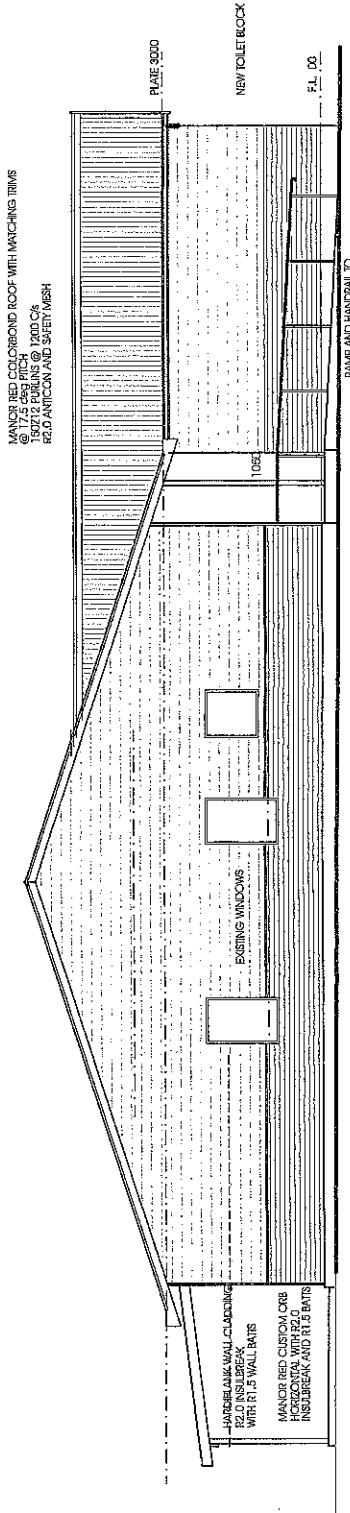 MANOR RED COLORBOND ROOF WITH MATCHING TRIMS
@ 17.5 deg PITCH
150Z12 PURLINS @ 1200 C/s
R2.0 ANTICON AND SAFETY MESH
PLATE 3000
NEW TOILET BLOCK
F.L. 00
1050
RAMP AND HANDRAIL TO
EXISTING WINDOWS
HARDIPLANK WALL CLADDING
R2.0 INSULBREAK
WITH R1.5 WALL BATTS
MANOR RED CUSTOM ORB
HORIZONTAL WITH R2.0
INSULBREAK AND R1.5 BATTS